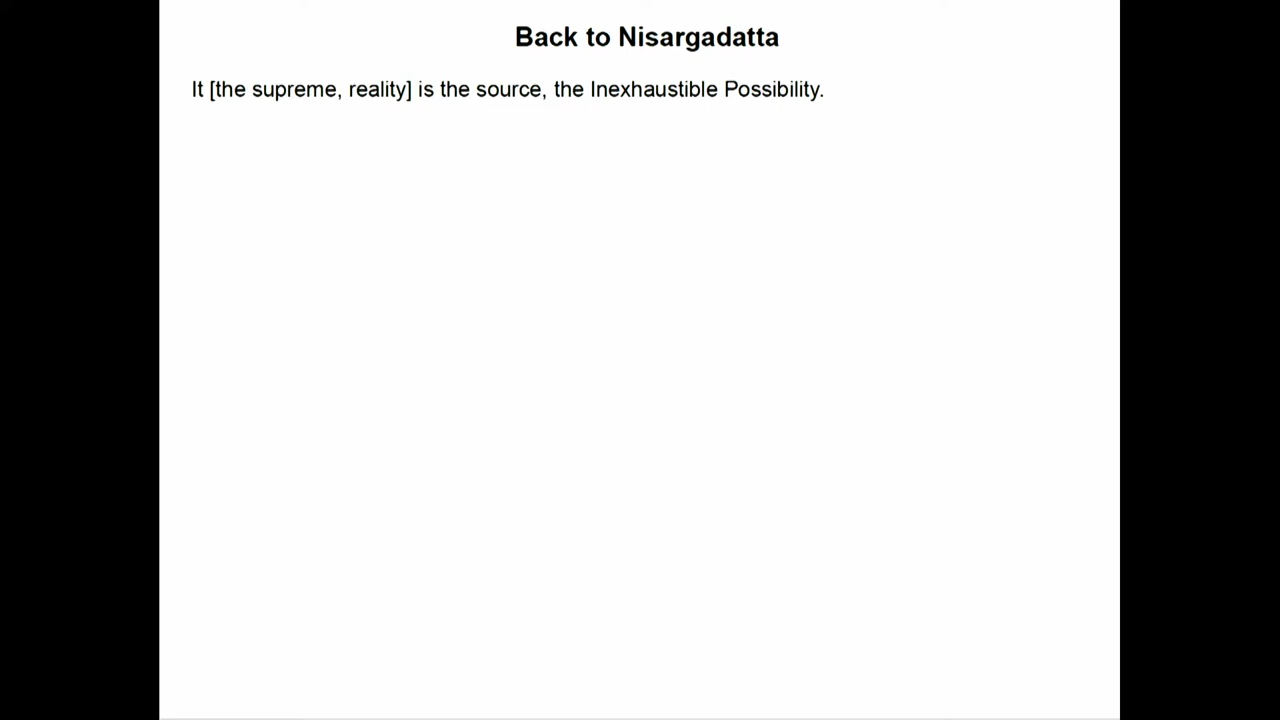 Back to Nisargadatta
It [the supreme, reality] is the source, the Inexhaustible Possibility.